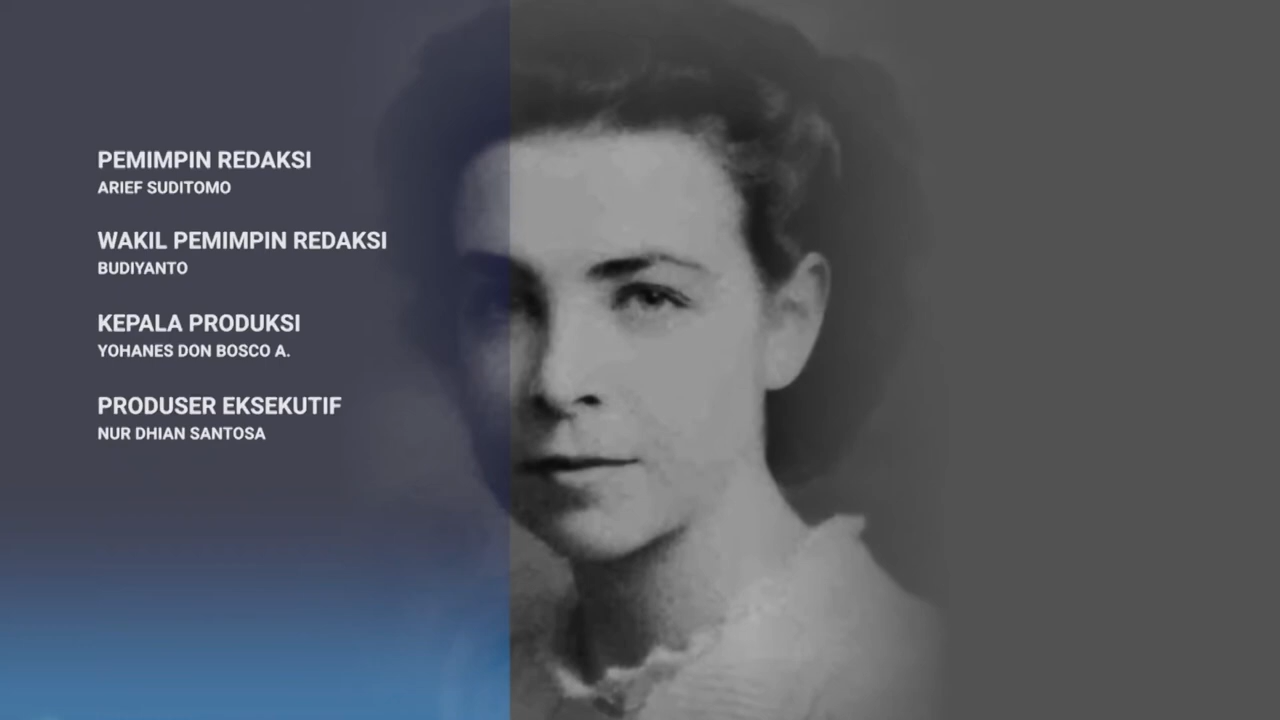 PEMIMPIN REDAKSI
ARIEF SUDITOMO
WAKIL PEMIMPIN REDAKSI
BUDIYANTO
KEPALA PRODUKSI
YOHANES DON BOSCO A.
PRODUSER EKSEKUTIF
NUR DHIAN SANTOSA